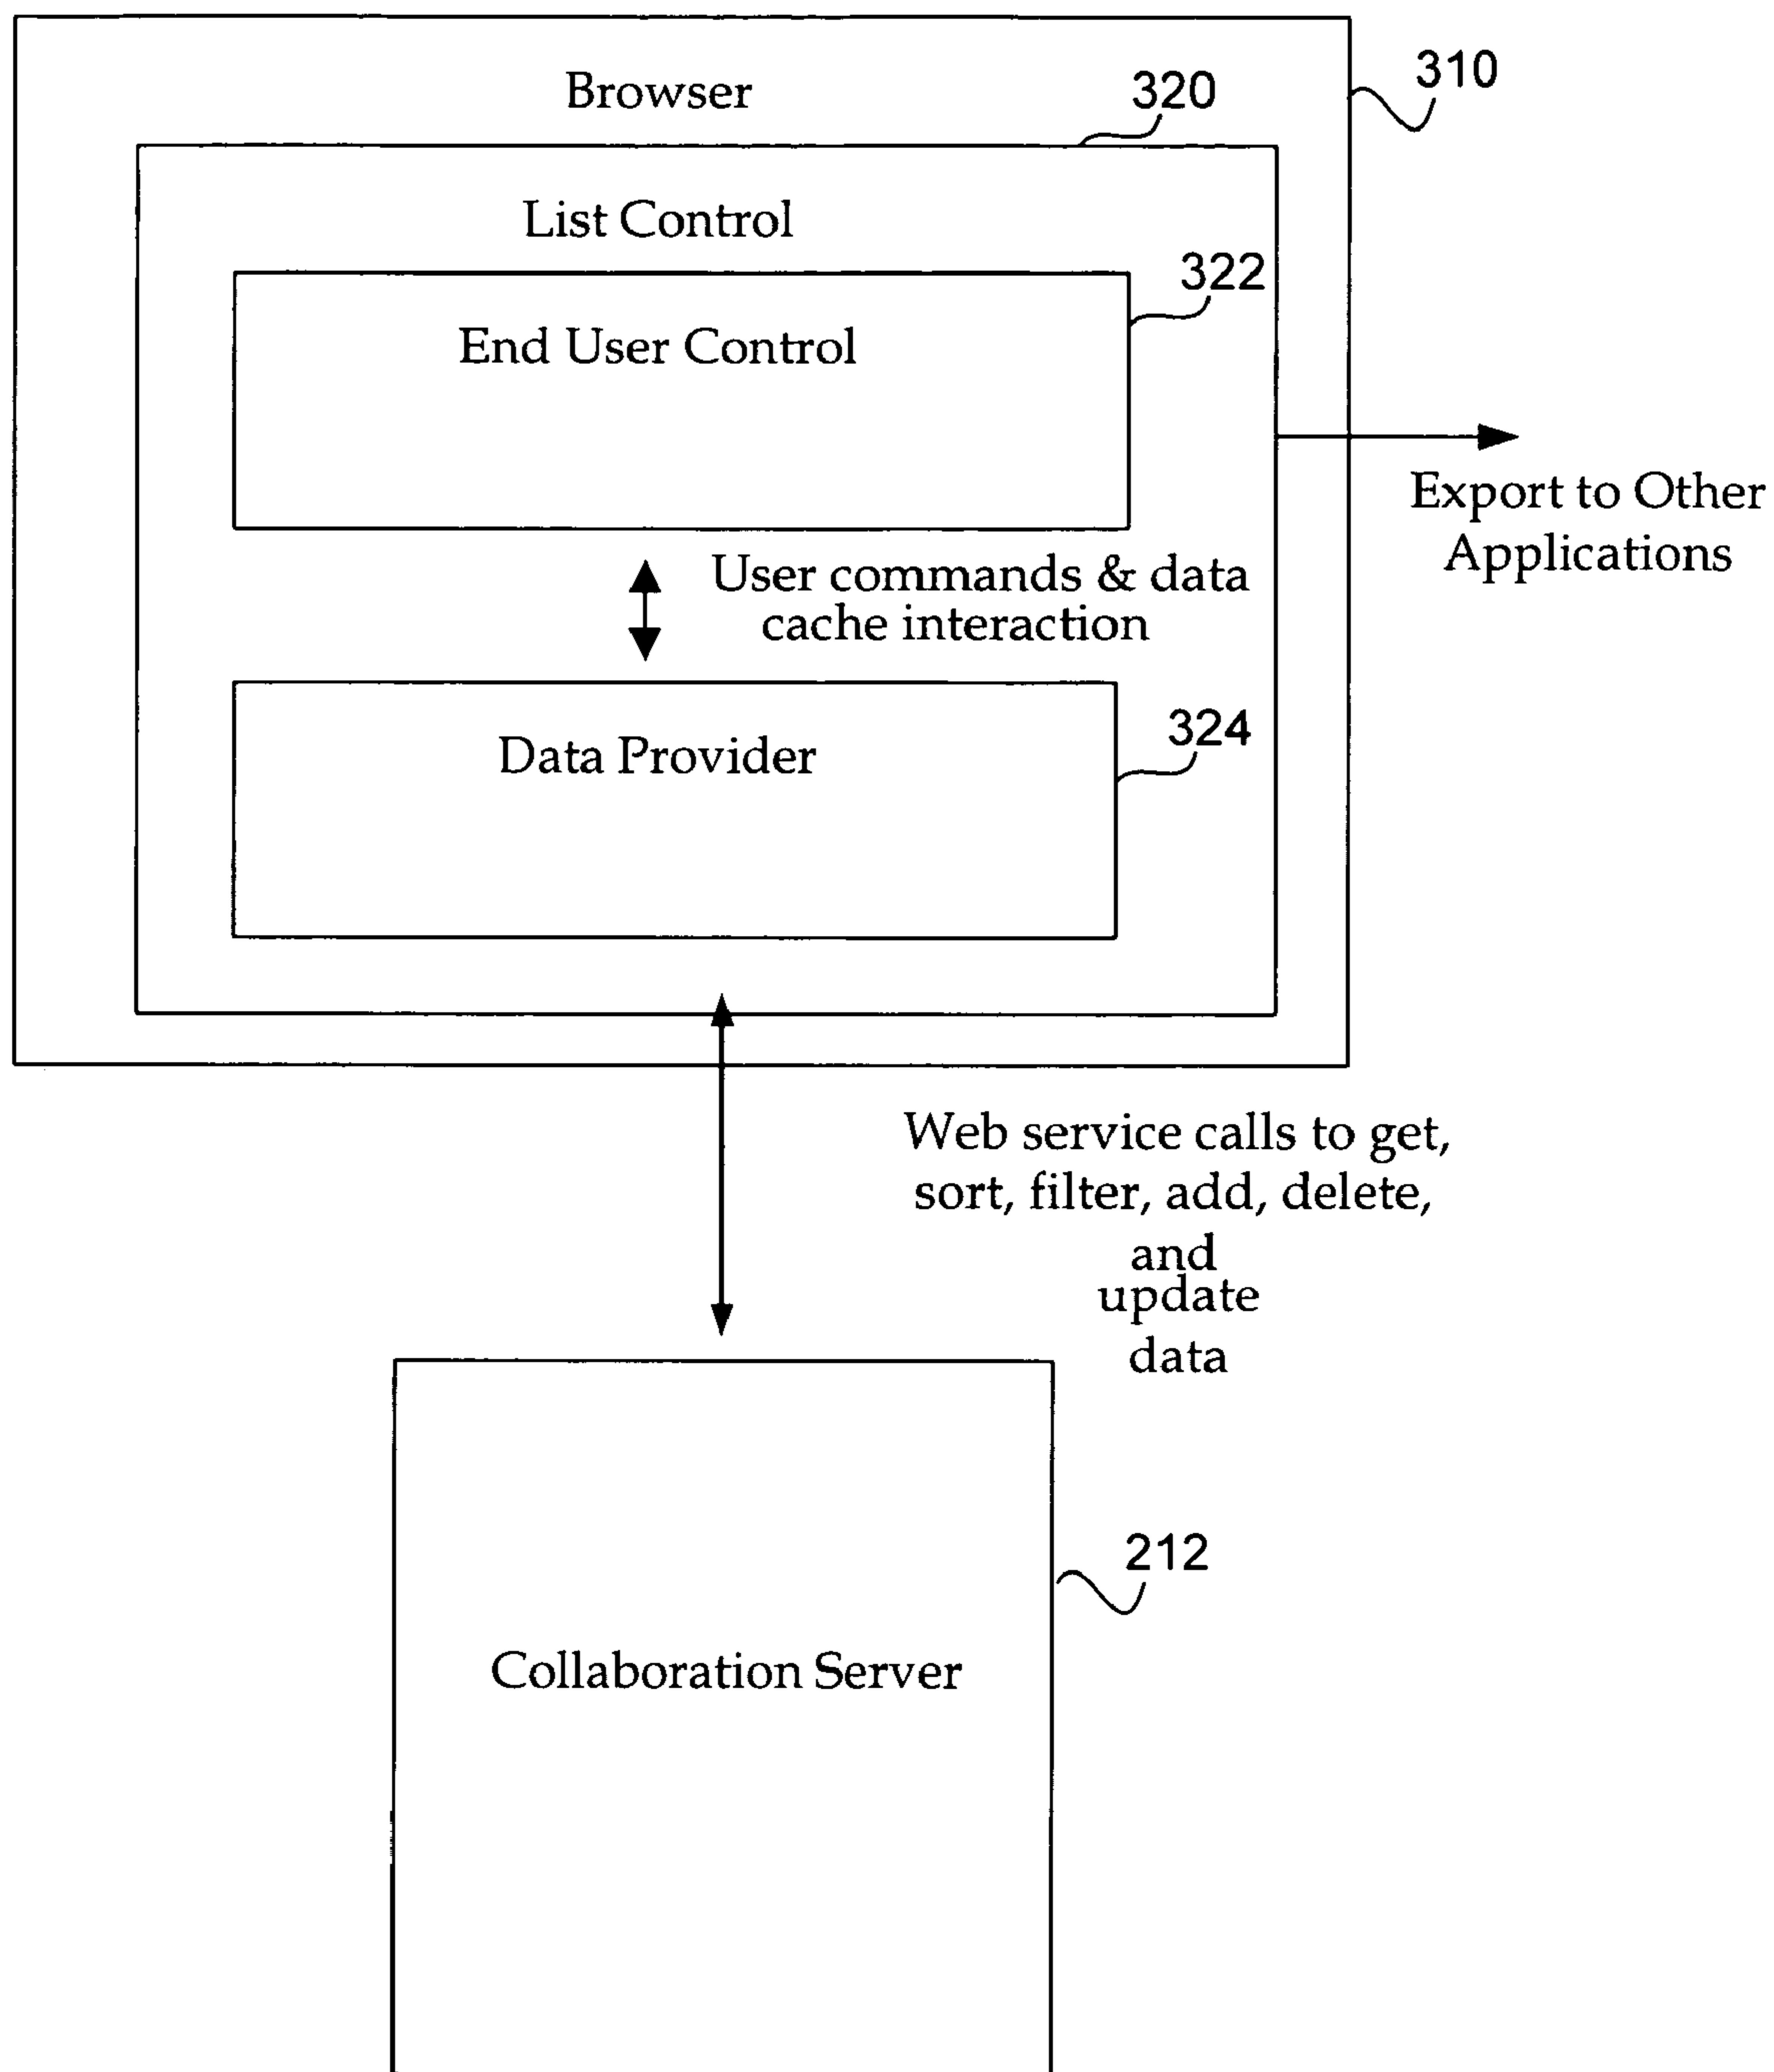 310
Browser
320
List Control
322
End User Control
Export to Other
Applications
User commands & data
cache interaction
324
Data Provider
Web service calls to get,
sort, filter, add, delete,
and
update
data
212
Collaboration Server